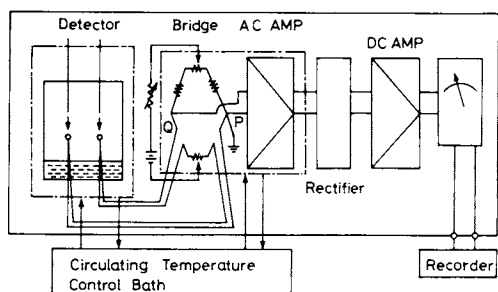 Detector
Bridge
AC AMP
DC AMP
Q
P
Rectifier
Circulating Temperature
Control Bath
Recorder